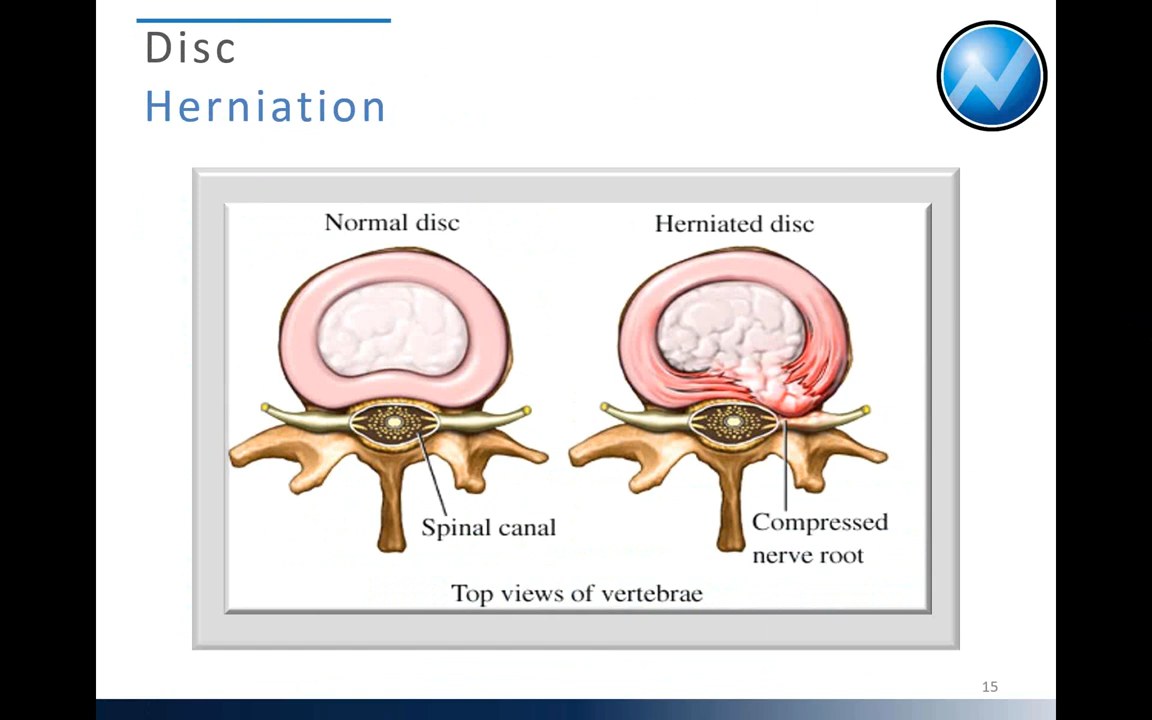 Disc
Herniation
Normal disc
Herniated disc
Spinal canal
Compressed
nerve root
Top views of vertebrae
15